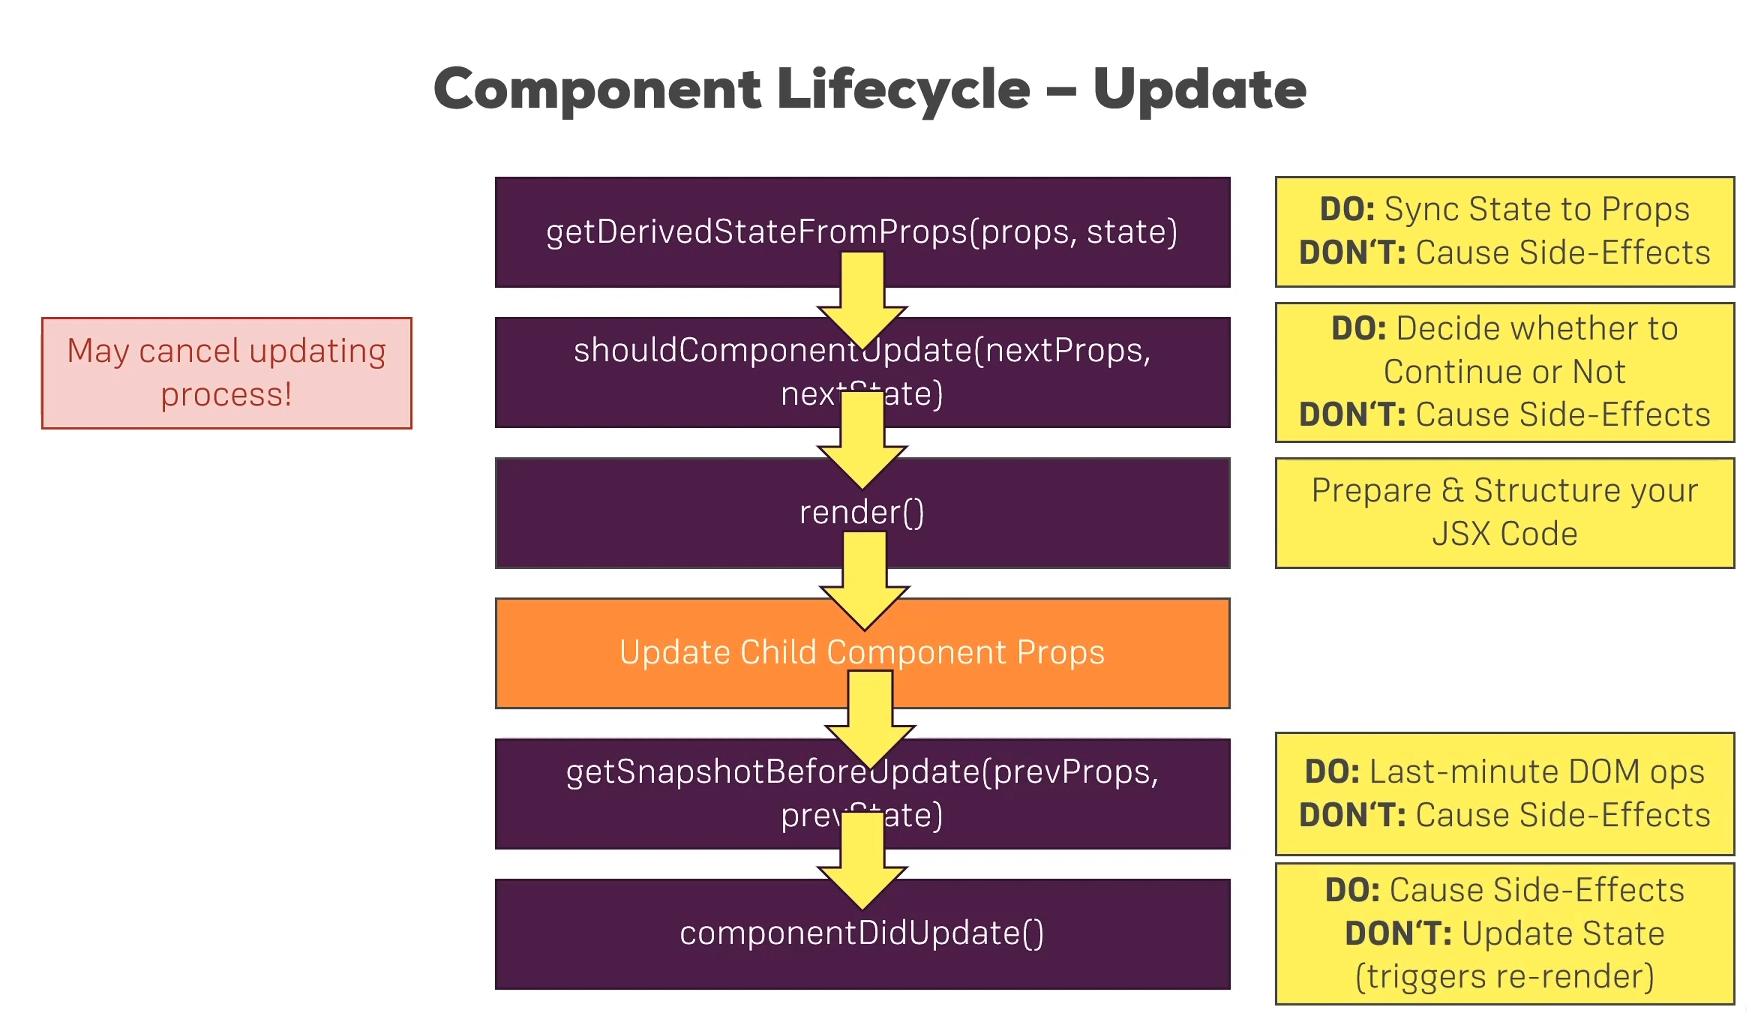 Component Lifecycle – Update
getDerivedStateFromProps(props, state)
DO: Sync State to Props
DON‘T: Cause Side-Effects
May cancel updating
process!
shouldComponentUpdate(nextProps,
nextState)
DO: Decide whether to
Continue or Not
DON‘T: Cause Side-Effects
render()
Prepare & Structure your
JSX Code
Update Child Component Props
getSnapshotBeforeUpdate(prevProps,
prevState)
DO: Last-minute DOM ops
DON‘T: Cause Side-Effects
componentDidUpdate()
DO: Cause Side-Effects
DON‘T: Update State
(triggers re-render)